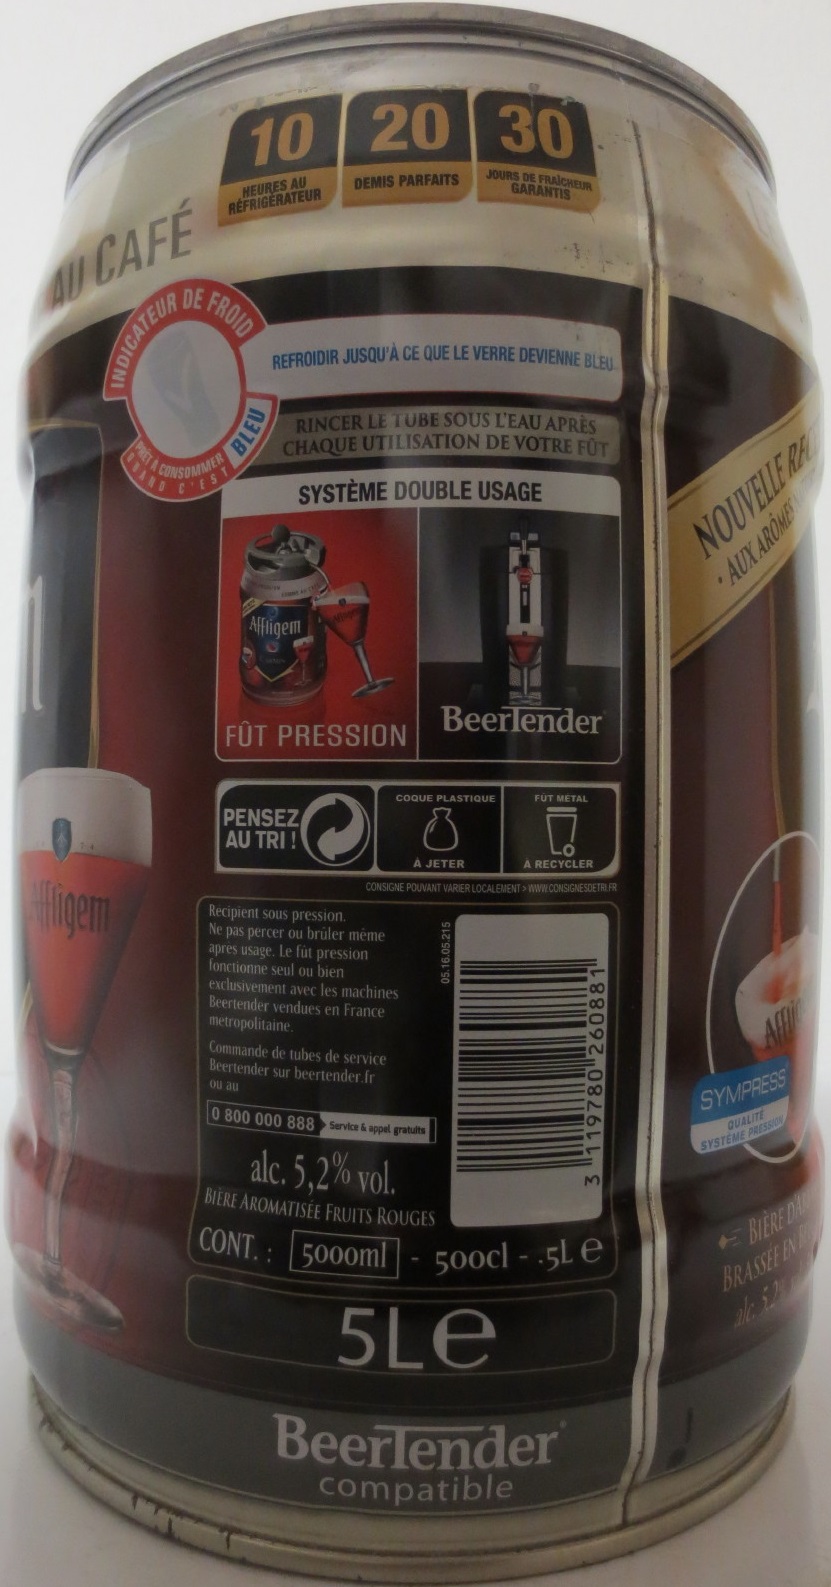 10
HEURES AU
RÉFRIGÉRATEUR
20
DEMIS PARFAITS
30
JOURS DE FRAÎCHEUR
GARANTIS
AU CAFÉ
INDICATEUR DE FROID
PRÊT À CONSOMMER
QUAND C'EST
BLEU
REFROIDIR JUSQU'À CE QUE LE VERRE DEVIENNE BLEU
RINCER LE TUBE SOUS L'EAU APRÈS
CHAQUE UTILISATION DE VOTRE FÛT
SYSTÈME DOUBLE USAGE
Affligem
FÛT PRESSION
BeerTender
NOUVELLE
• AUX ARÔMES
PENSEZ
AU TRI !
COQUE PLASTIQUE
À JETER
FÛT MÉTAL
À RECYCLER
CONSIGNE POUVANT VARIER LOCALEMENT > WWW.CONSIGNESDETRI.FR
Affligem
Récipient sous pression.
Ne pas percer ou brûler même
après usage. Le fût pression
fonctionne seul ou bien
exclusivement avec les machines
Beertender vendues en France
métropolitaine.
Commande de tubes de service
Beertender sur beertender.fr
ou au
0 800 000 888 Service & appel gratuits
05.16.05.215
3 119780 260881
alc. 5,2% vol.
BIÈRE AROMATISÉE FRUITS ROUGES
CONT. : 5000ml - 500cl - .5L e
5L e
BeerTender
compatible
SYMPRESS
QUALITÉ
SYSTÈME PRESSION
BIÈRE
BRASSÉE EN
alc. 5,2%